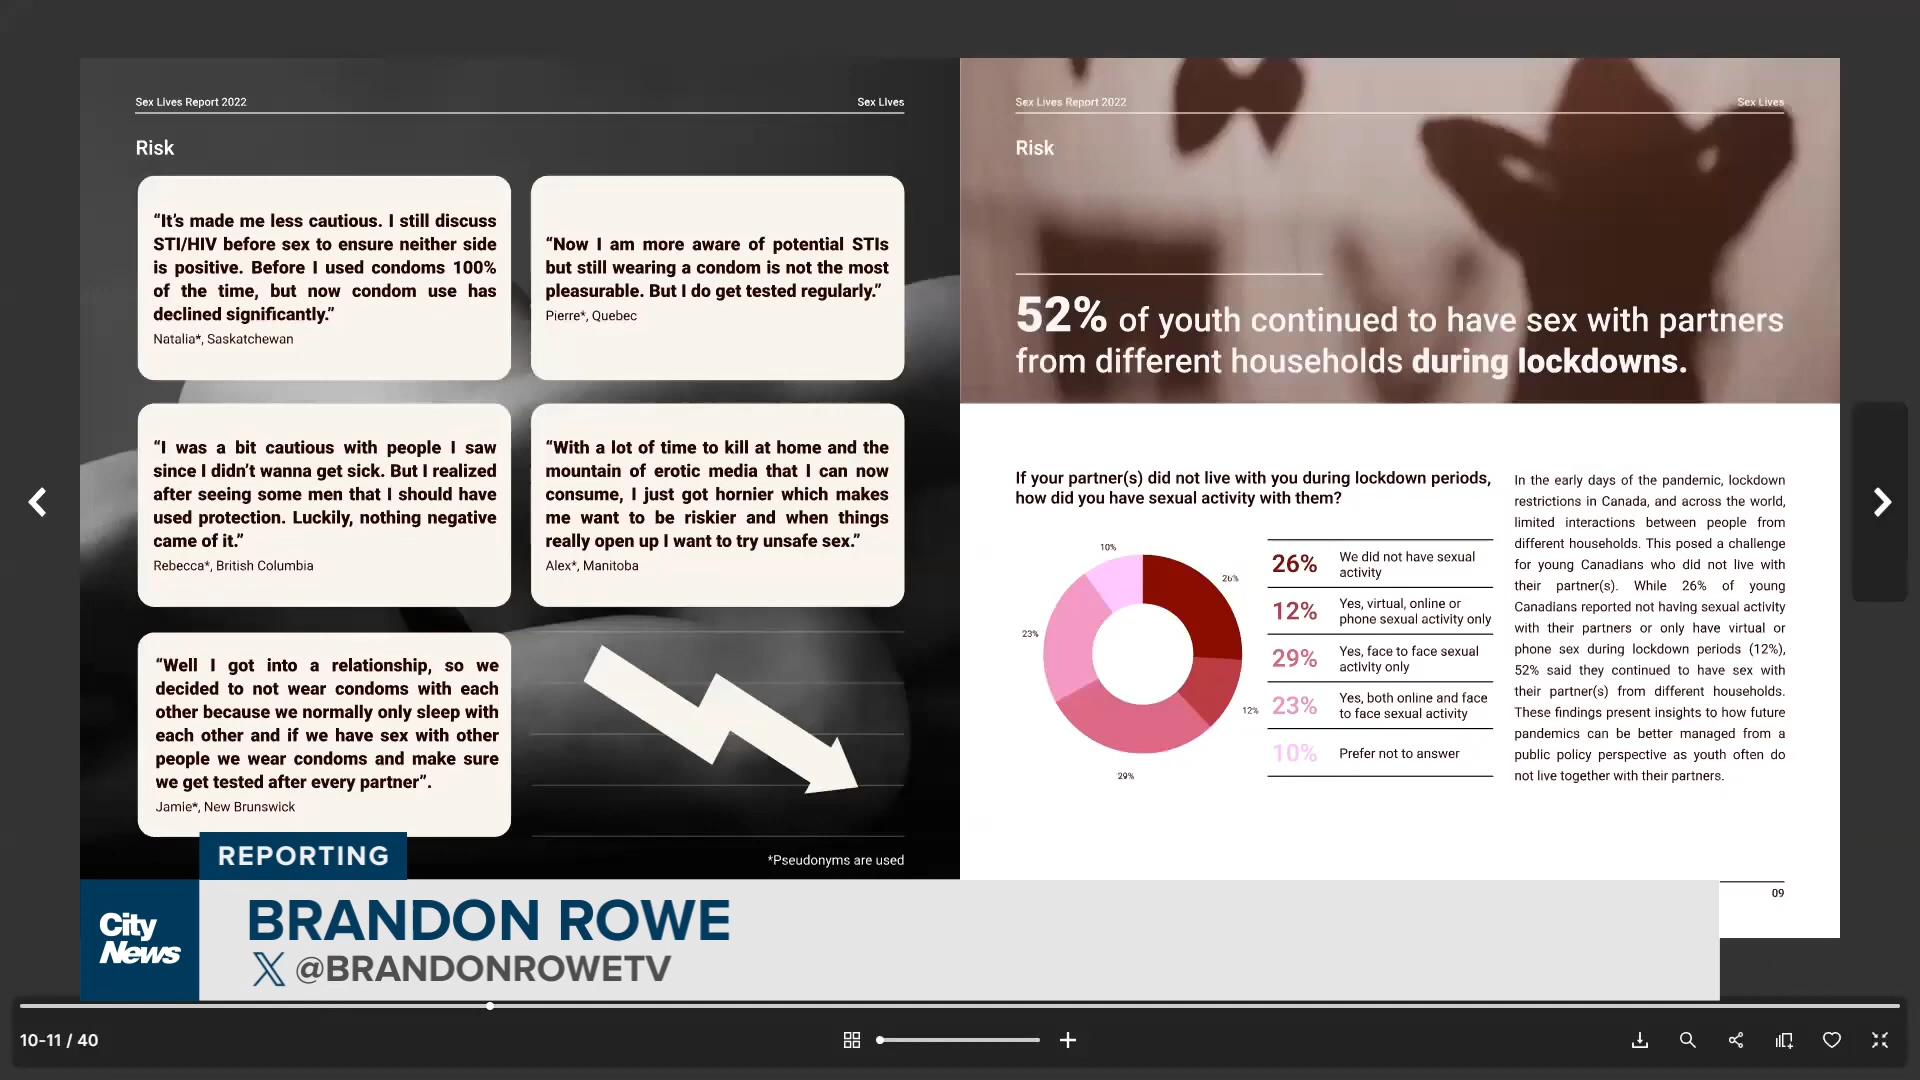 Sex Lives Report 2022
Sex Lives
Risk
“It’s made me less cautious. I still discuss
STI/HIV before sex to ensure neither side
is positive. Before I used condoms 100%
of the time, but now condom use has
declined significantly.”
Natalia*, Saskatchewan
“Now I am more aware of potential STIs
but still wearing a condom is not the most
pleasurable. But I do get tested regularly.”
Pierre*, Quebec
“I was a bit cautious with people I saw
since I didn’t wanna get sick. But I realized
after seeing some men that I should have
used protection. Luckily, nothing negative
came of it.”
Rebecca*, British Columbia
“With a lot of time to kill at home and the
mountain of erotic media that I can now
consume, I just got hornier which makes
me want to be riskier and when things
really open up I want to try unsafe sex.”
Alex*, Manitoba
“Well I got into a relationship, so we
decided to not wear condoms with each
other because we normally only sleep with
each other and if we have sex with other
people we wear condoms and make sure
we get tested after every partner”.
Jamie*, New Brunswick
*Pseudonyms are used
Sex Lives Report 2022
Sex Lives
Risk
52% of youth continued to have sex with partners
from different households during lockdowns.
If your partner(s) did not live with you during lockdown periods,
how did you have sexual activity with them?
10%
26%
23%
12%
29%
26% We did not have sexual
activity
12% Yes, virtual, online or
phone sexual activity only
29% Yes, face to face sexual
activity only
23% Yes, both online and face
to face sexual activity
10% Prefer not to answer
In the early days of the pandemic, lockdown
restrictions in Canada, and across the world,
limited interactions between people from
different households. This posed a challenge
for young Canadians who did not live with
their partner(s). While 26% of young
Canadians reported not having sexual activity
with their partners or only have virtual or
phone sex during lockdown periods (12%),
52% said they continued to have sex with
their partner(s) from different households.
These findings present insights to how future
pandemics can be better managed from a
public policy perspective as youth often do
not live together with their partners.
09
REPORTING
City
News
BRANDON ROWE
X @BRANDONROWETV
10-11 / 40